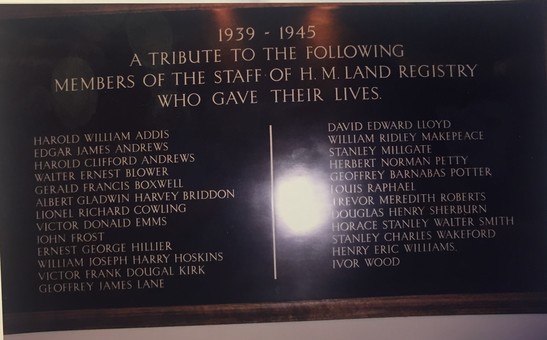 1939 - 1945
A TRIBUTE TO THE FOLLOWING
MEMBERS OF THE STAFF OF H. M. LAND REGISTRY
WHO GAVE THEIR LIVES.
HAROLD WILLIAM ADDIS
EDGAR JAMES ANDREWS
HAROLD CLIFFORD ANDREWS
WALTER ERNEST BLOWER
GERALD FRANCIS BOXWELL
ALBERT GLADWIN HARVEY BRIDDON
LIONEL RICHARD COWLING
VICTOR DONALD EMMS
JOHN FROST
ERNEST GEORGE HILLIER
WILLIAM JOSEPH HARRY HOSKINS
VICTOR FRANK DOUGAL KIRK
GEOFFREY JAMES LANE
DAVID EDWARD LLOYD
WILLIAM RIDLEY MAKEPEACE
STANLEY MILLGATE
HERBERT NORMAN PETTY
GEOFFREY BARNABAS POTTER
LOUIS RAPHAEL
TREVOR MEREDITH ROBERTS
DOUGLAS HENRY SHERBURN
HORACE STANLEY WALTER SMITH
STANLEY CHARLES WAKEFORD
HENRY ERIC WILLIAMS.
IVOR WOOD